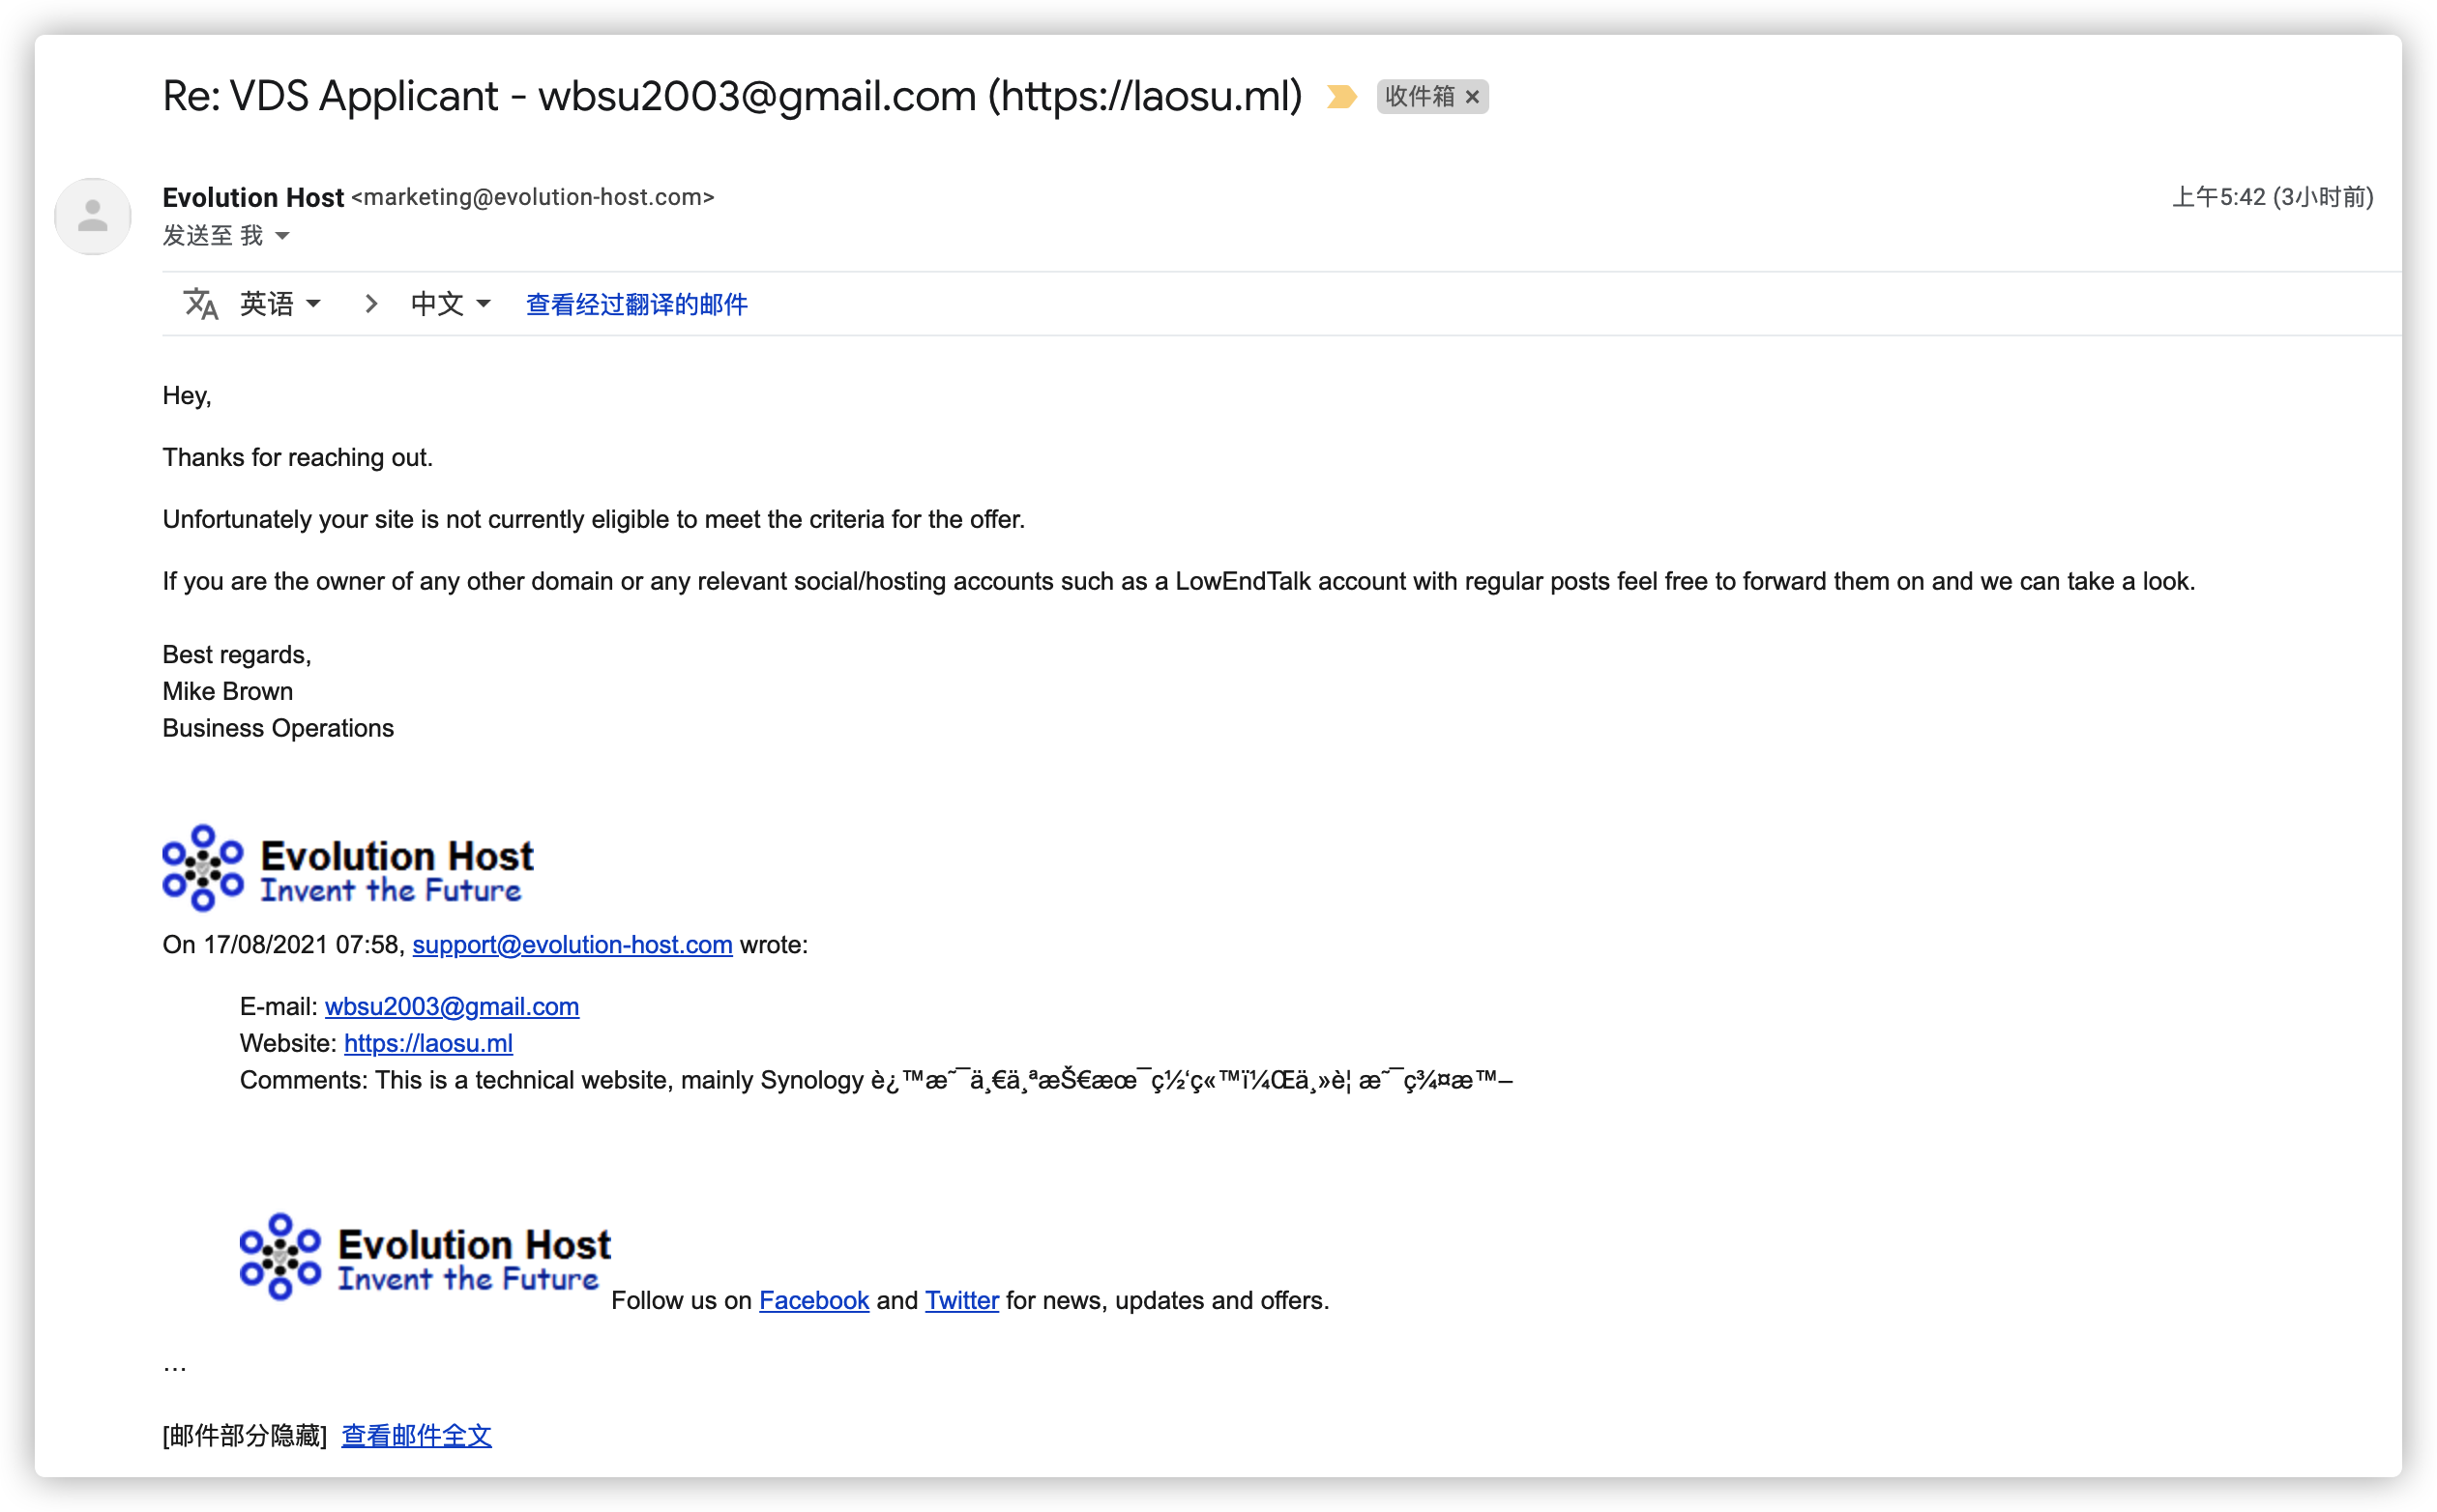 Re: VDS Applicant - wbsu2003@gmail.com (https://laosu.ml) 收件箱 ×
Evolution Host <marketing@evolution-host.com> 上午5:42 (3小时前)
发送至 我
英语 > 中文 查看经过翻译的邮件
Hey,
Thanks for reaching out.
Unfortunately your site is not currently eligible to meet the criteria for the offer.
If you are the owner of any other domain or any relevant social/hosting accounts such as a LowEndTalk account with regular posts feel free to forward them on and we can take a look.
Best regards,
Mike Brown
Business Operations
Evolution Host
Invent the Future
On 17/08/2021 07:58, support@evolution-host.com wrote:
E-mail: wbsu2003@gmail.com
Website: https://laosu.ml
Comments: This is a technical website, mainly Synology è¿™æ˜¯ä¸€ä¸ªæŠ€æœ¯ç½‘ç«™ï¼Œä¸»è¦ æ˜¯ç¾¤æ™–
Evolution Host
Invent the Future
Follow us on Facebook and Twitter for news, updates and offers.
...
[邮件部分隐藏] 查看邮件全文